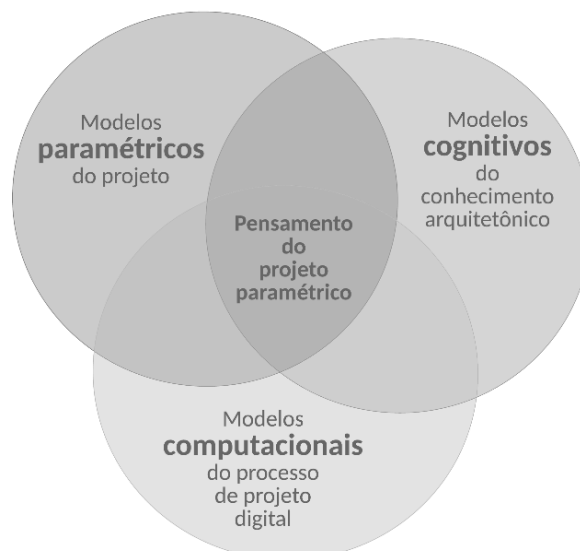 Modelos
paramétricos
do projeto
Modelos
cognitivos
do
conhecimento
arquitetônico
Pensamento
do
projeto
paramétrico
Modelos
computacionais
do processo
de projeto
digital